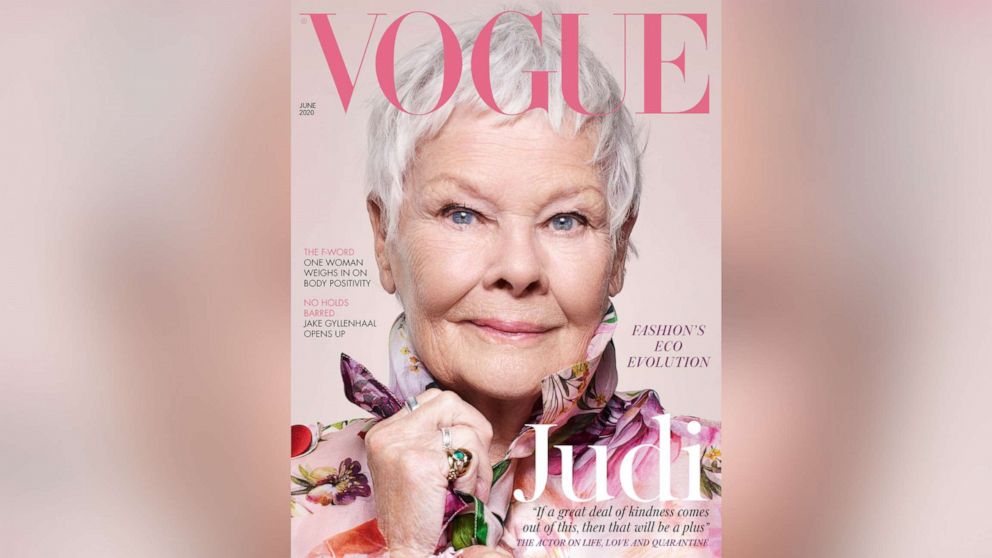 VOGUE
JUNE
2020
THE F-WORD
ONE WOMAN
WEIGHS IN ON
BODY POSITIVITY
NO HOLDS
BARRED
JAKE GYLLENHAAL
OPENS UP
FASHION'S
ECO
EVOLUTION
Judi
"If a great deal of kindness comes
out of this, then that will be a plus"
THE ACTOR ON LIFE, LOVE AND QUARANTINE